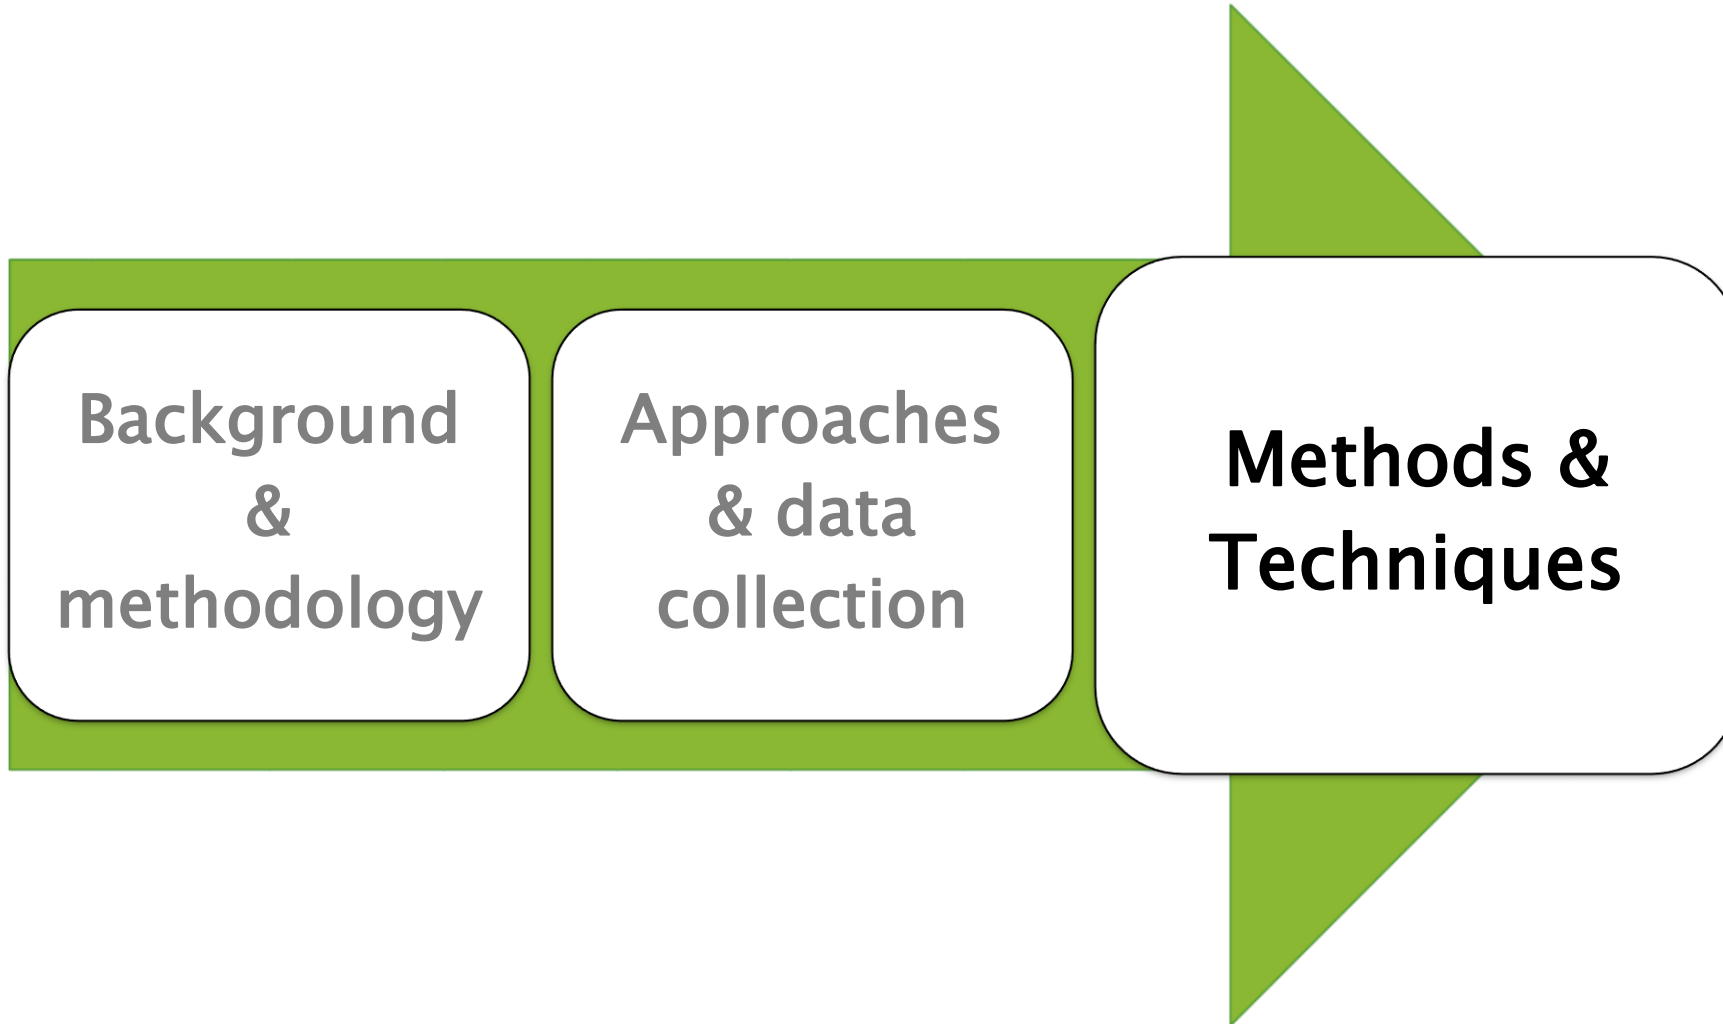 Background
&
methodology
Approaches
& data
collection
Methods &
Techniques